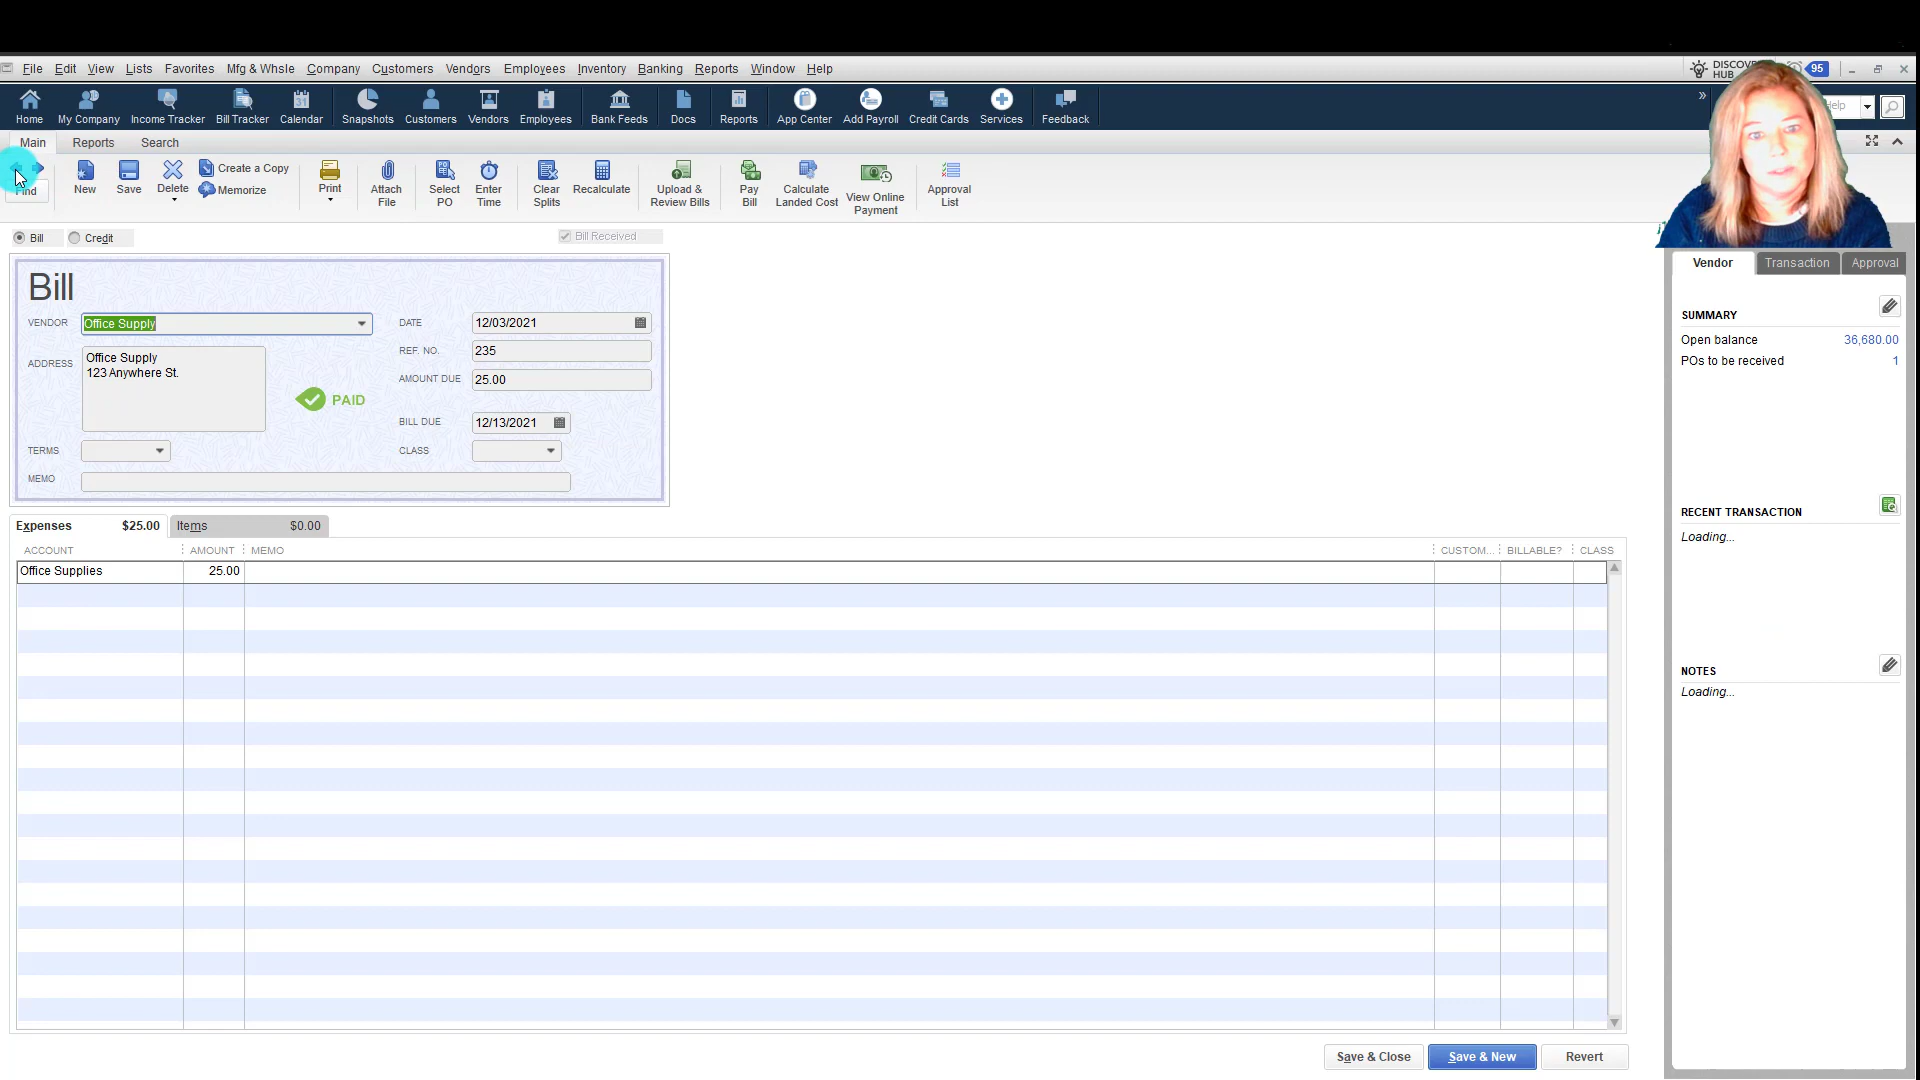 File Edit View Lists Favorites Mfg & Whsle Company Customers Vendors Employees Inventory Banking Reports Window Help
DISCOV
HUB
95
Home My Company Income Tracker Bill Tracker Calendar Snapshots Customers Vendors Employees Bank Feeds Docs Reports App Center Add Payroll Credit Cards Services Feedback
31
Help
Main Reports Search
Find
New Save Delete
Create a Copy
Memorize
Print
Attach
File
Select
PO
Enter
Time
Clear
Splits
Recalculate
Upload &
Review Bills
Pay
Bill
Calculate
Landed Cost
View Online
Payment
Approval
List
Bill Credit
Bill Received
Bill
VENDOR Office Supply
DATE 12/03/2021
REF. NO. 235
ADDRESS
Office Supply
123 Anywhere St.
AMOUNT DUE 25.00
PAID
BILL DUE 12/13/2021
TERMS
CLASS
MEMO
Expenses $25.00 Items $0.00
ACCOUNT AMOUNT MEMO CUSTOM... BILLABLE? CLASS
Office Supplies 25.00
Vendor Transaction Approval
SUMMARY
Open balance 36,680.00
POs to be received 1
RECENT TRANSACTION
Loading...
NOTES
Loading...
Save & Close Save & New Revert